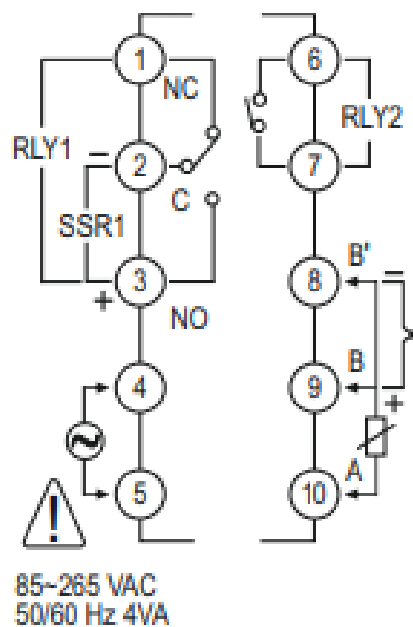 1
6
NC
RLY1
RLY2
–
2
7
C
SSR1
3
+
NO
8
B'
–
4
9
B
+
5
10
A
!
85~265 VAC
50/60 Hz 4VA